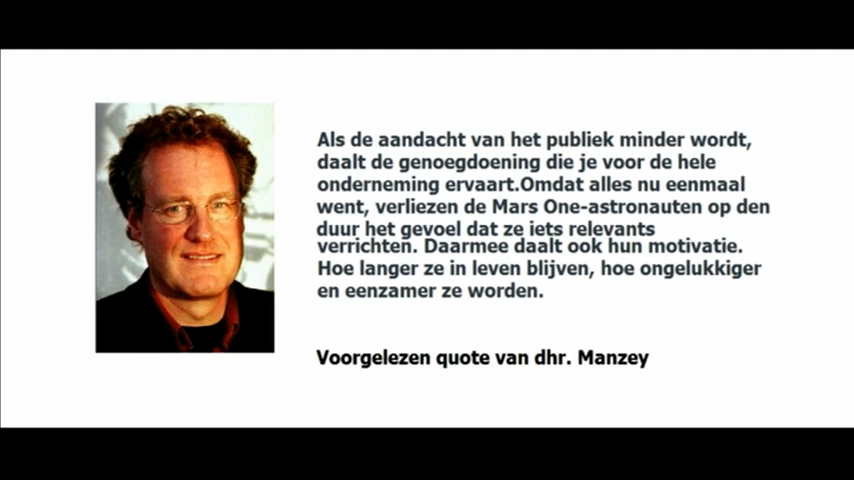 Als de aandacht van het publiek minder wordt,
daalt de genoegdoening die je voor de hele
onderneming ervaart.Omdat alles nu eenmaal
went, verliezen de Mars One-astronauten op den
duur het gevoel dat ze iets relevants
verrichten. Daarmee daalt ook hun motivatie.
Hoe langer ze in leven blijven, hoe ongelukkiger
en eenzamer ze worden.
Voorgelezen quote van dhr. Manzey